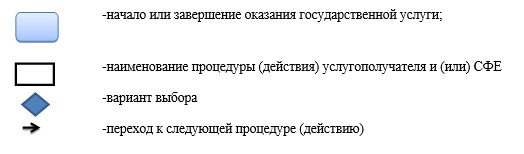 -начало или завершение оказания государственной услуги;
-наименование процедуры (действия) услугополучателя и (или) СФЕ
-вариант выбора
-переход к следующей процедуре (действию)